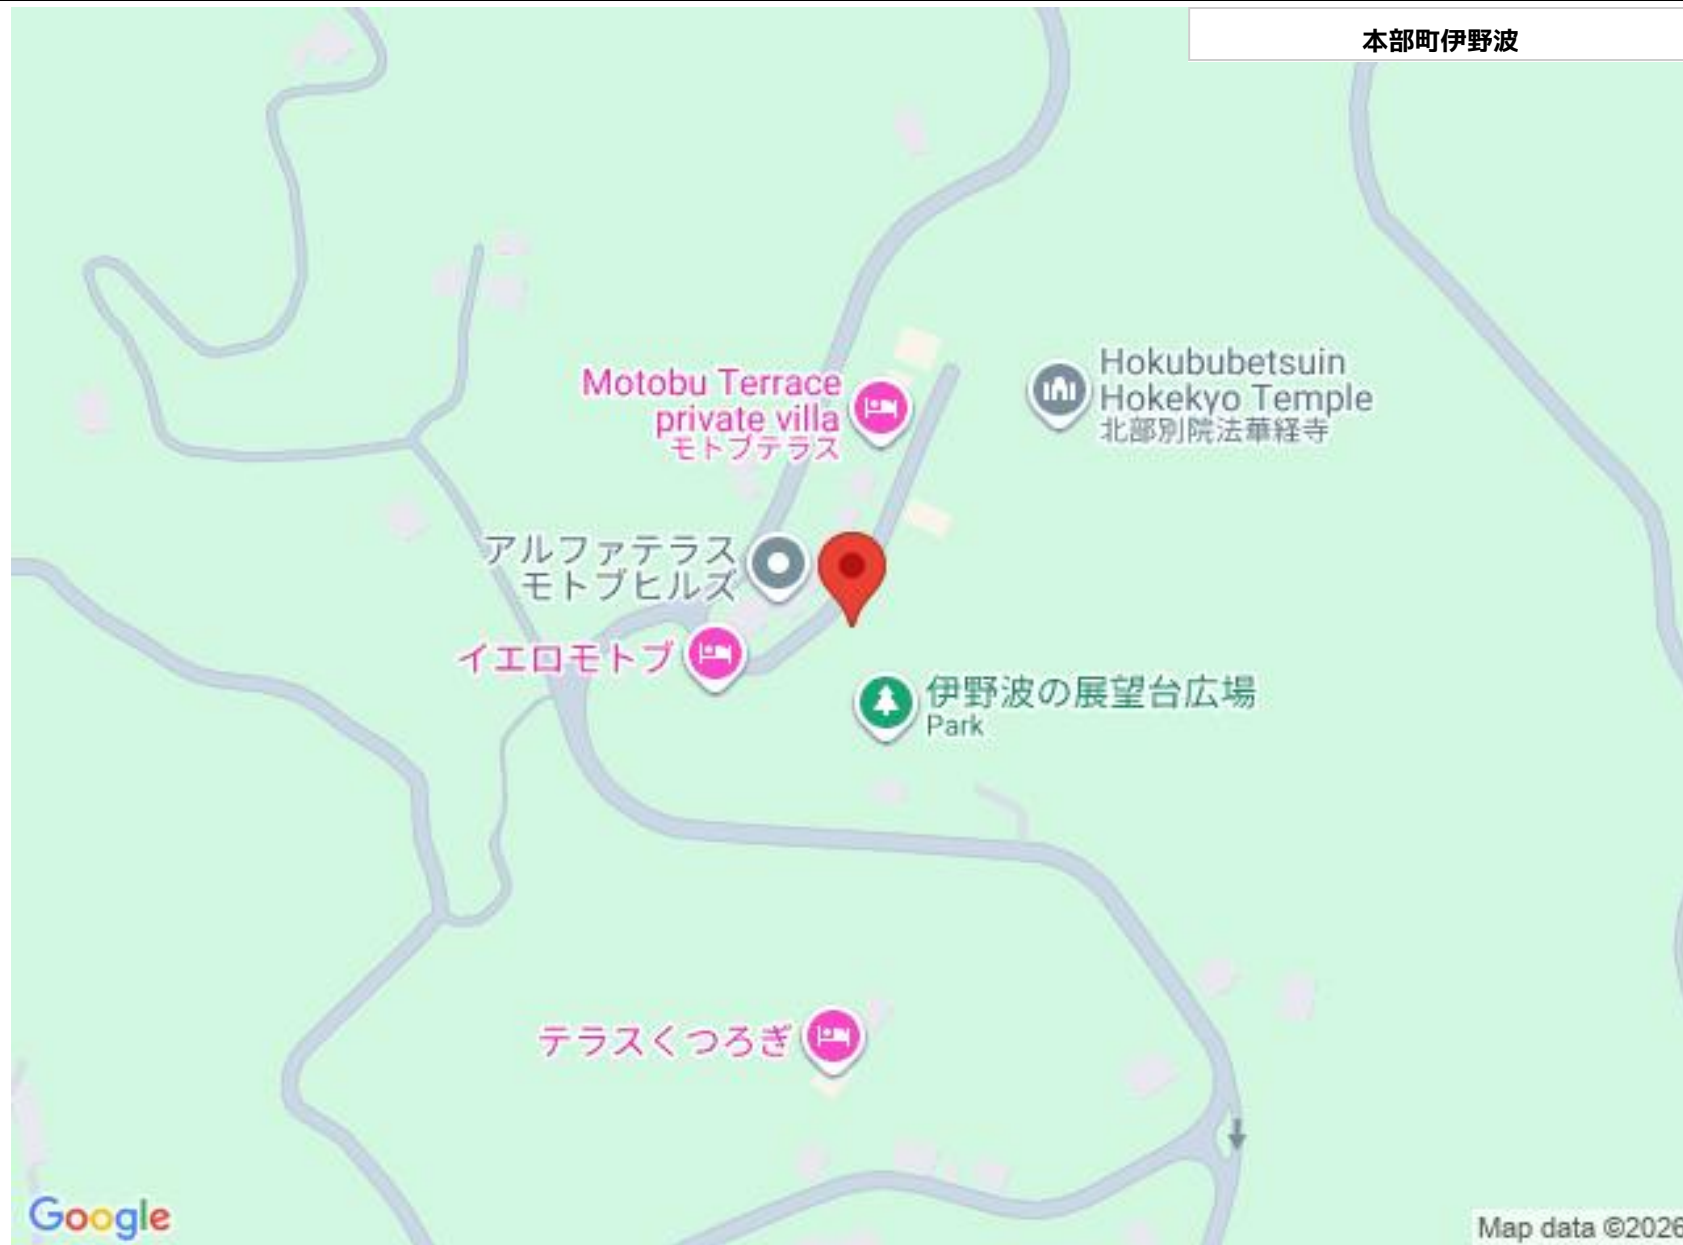 本部町伊野波
Hokububetsuin
Hokekyo Temple
北部別院法華経寺
Motobu Terrace
private villa
モトブテラス
アルファテラス
モトブヒルズ
イエロモトブ
伊野波の展望台広場
Park
テラスくつろぎ
Google
Map data ©2026